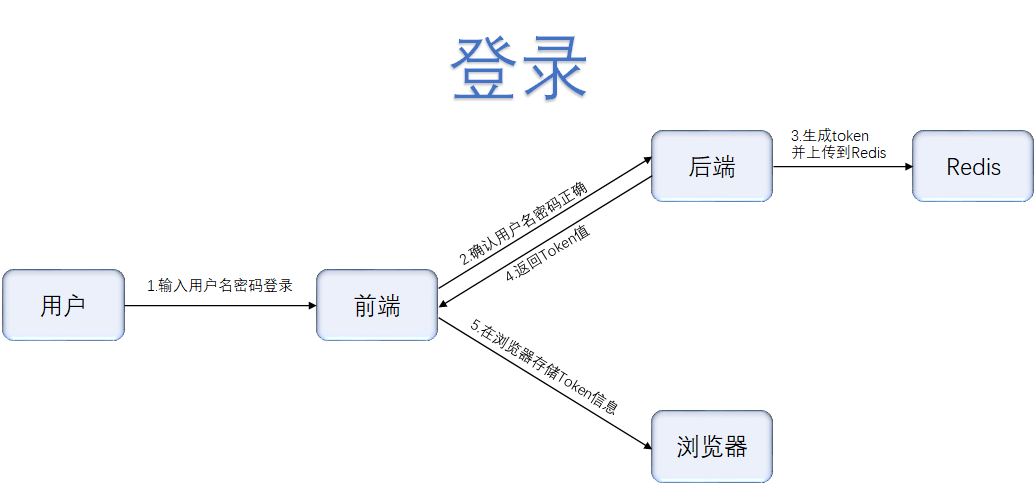 登录
3.生成token
并上传到Redis
后端
Redis
2.确认用户名密码正确
4.返回Token值
1.输入用户名密码登录
用户
前端
5.在浏览器存储Token信息
浏览器